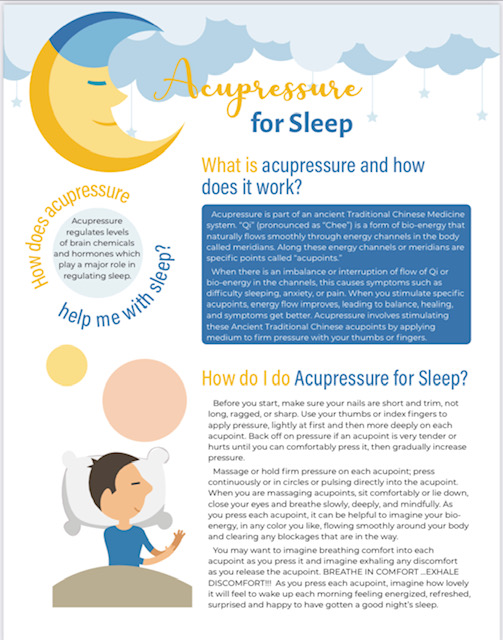 Acupressure
for Sleep
What is acupressure and how
does it work?
How does acupressure
help me with sleep?
Acupressure
regulates levels
of brain chemicals
and hormones which
play a major role in
regulating sleep.
Acupressure is part of an ancient Traditional Chinese Medicine
system. "Qi" (pronounced as "Chee") is a form of bio-energy that
naturally flows smoothly through energy channels in the body
called meridians. Along these energy channels or meridians are
specific points called "acupoints."
When there is an imbalance or interruption of flow of Qi or
bio-energy in the channels, this causes symptoms such as
difficulty sleeping, anxiety, or pain. When you stimulate specific
acupoints, energy flow improves, leading to balance, healing,
and symptoms get better. Acupressure involves stimulating
these Ancient Traditional Chinese acupoints by applying
medium to firm pressure with your thumbs or fingers.
How do I do Acupressure for Sleep?
Before you start, make sure your nails are short and trim, not
long, ragged, or sharp. Use your thumbs or index fingers to
apply pressure, lightly at first and then more deeply on each
acupoint. Back off on pressure if an acupoint is very tender or
hurts until you can comfortably press it, then gradually increase
pressure.
Massage or hold firm pressure on each acupoint; press
continuously or in circles or pulsing directly into the acupoint.
When you are massaging acupoints, sit comfortably or lie down,
close your eyes and breathe slowly, deeply, and mindfully. As
you press each acupoint, it can be helpful to imagine your bio-
energy, in any color you like, flowing smoothly around your body
and clearing any blockages that are in the way.
You may want to imagine breathing comfort into each
acupoint as you press it and imagine exhaling any discomfort
as you release the acupoint. BREATHE IN COMFORT ...EXHALE
DISCOMFORT!!! As you press each acupoint, imagine how lovely
it will feel to wake up each morning feeling energized, refreshed,
surprised and happy to have gotten a good night's sleep.